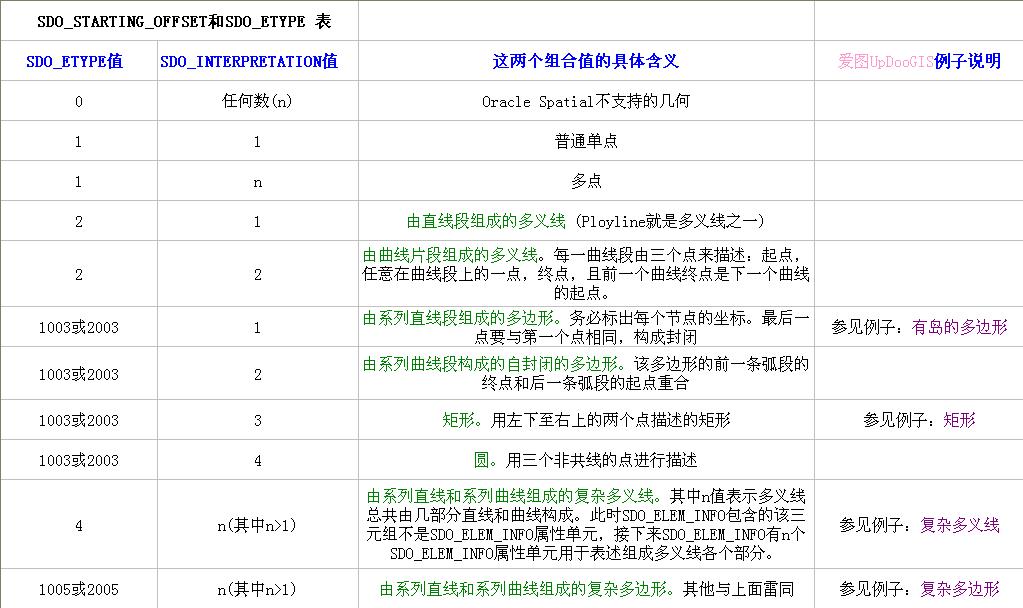 SDO_STARTING_OFFSET和SDO_ETYPE 表
SDO_ETYPE值 SDO_INTERPRETATION值 这两个组合值的具体含义 爱图UpDooGIS例子说明
0 任何数(n) Oracle Spatial不支持的几何
1 1 普通单点
1 n 多点
2 1 由直线段组成的多义线 (Ployline就是多义线之一)
2 2 由曲线片段组成的多义线。每一曲线段由三个点来描述：起点，
任意在曲线段上的一点，终点，且前一个曲线终点是下一个曲线
的起点。
1003或2003 1 由系列直线段组成的多边形。务必标出每个节点的坐标。最后一
点要与第一个点相同，构成封闭 参见例子：有岛的多边形
1003或2003 2 由系列曲线段构成的自封闭的多边形。该多边形的前一条弧段的
终点和后一条弧段的起点重合
1003或2003 3 矩形。用左下至右上的两个点描述的矩形 参见例子：矩形
1003或2003 4 圆。用三个非共线的点进行描述
4 n(其中n>1) 由系列直线和系列曲线组成的复杂多义线。其中n值表示多义线
总共由几部分直线和曲线构成。此时SDO_ELEM_INFO包含的该三
元组不是SDO_ELEM_INFO属性单元，接下来SDO_ELEM_INFO有n个
SDO_ELEM_INFO属性单元用于表述组成多义线各个部分。 参见例子：复杂多义线
1005或2005 n(其中n>1) 由系列直线和系列曲线组成的复杂多边形。其他与上面雷同 参见例子：复杂多边形